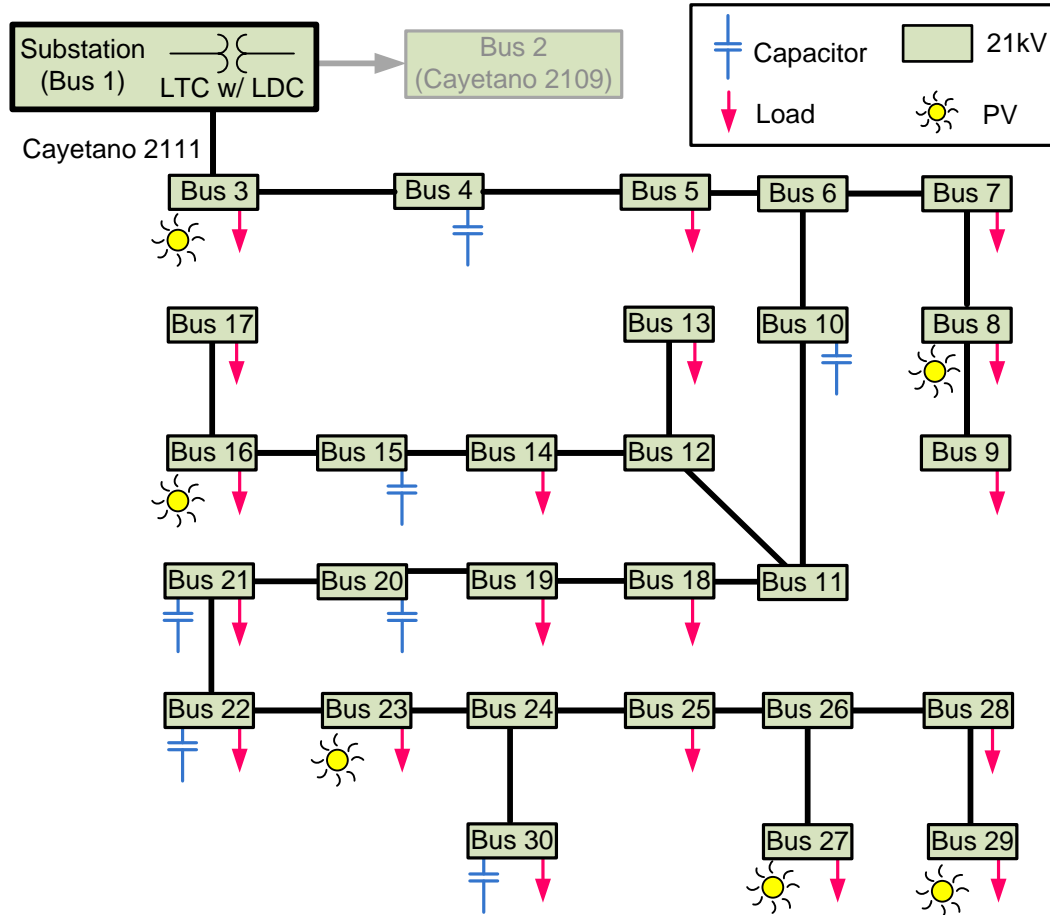 Substation
(Bus 1)
LTC w/ LDC
Bus 2
(Cayetano 2109)
Capacitor
21kV
Load
PV
Cayetano 2111
Bus 3
Bus 4
Bus 5
Bus 6
Bus 7
Bus 17
Bus 13
Bus 10
Bus 8
Bus 16
Bus 15
Bus 14
Bus 12
Bus 9
Bus 21
Bus 20
Bus 19
Bus 18
Bus 11
Bus 22
Bus 23
Bus 24
Bus 25
Bus 26
Bus 28
Bus 30
Bus 27
Bus 29